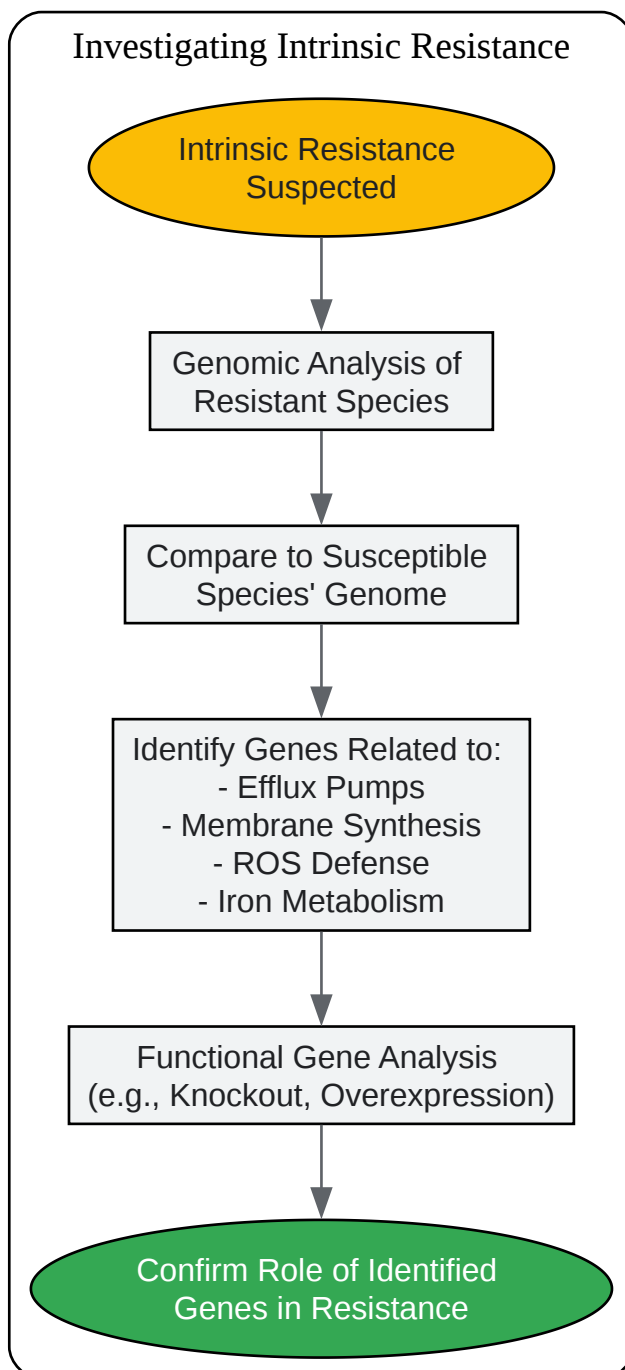 Investigating Intrinsic Resistance
Intrinsic Resistance
Suspected
Genomic Analysis of
Resistant Species
Compare to Susceptible
Species' Genome
Identify Genes Related to:
- Efflux Pumps
- Membrane Synthesis
- ROS Defense
- Iron Metabolism
Functional Gene Analysis
(e.g., Knockout, Overexpression)
Confirm Role of Identified
Genes in Resistance